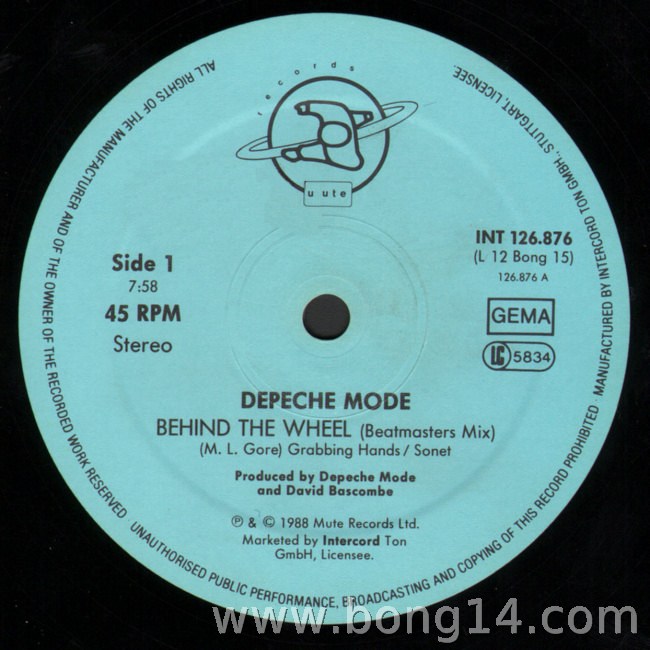 records
u ute
Side 1
7:58
45 RPM
Stereo
INT 126.876
(L 12 Bong 15)
126.876 A
GEMA
LC 5834
DEPECHE MODE
BEHIND THE WHEEL (Beatmasters Mix)
(M. L. Gore) Grabbing Hands / Sonet
Produced by Depeche Mode
and David Bascombe
℗ & © 1988 Mute Records Ltd.
Marketed by Intercord Ton
GmbH, Licensee.
ALL RIGHTS OF THE MANUFACTURER AND OF THE OWNER OF THE RECORDED WORK RESERVED UNAUTHORISED PUBLIC PERFORMANCE, BROADCASTING AND COPYING OF THIS RECORD PROHIBITED MANUFACTURED BY INTERCORD TON GMBH, STUTTGART, LICENSEE.
www.bong14.com